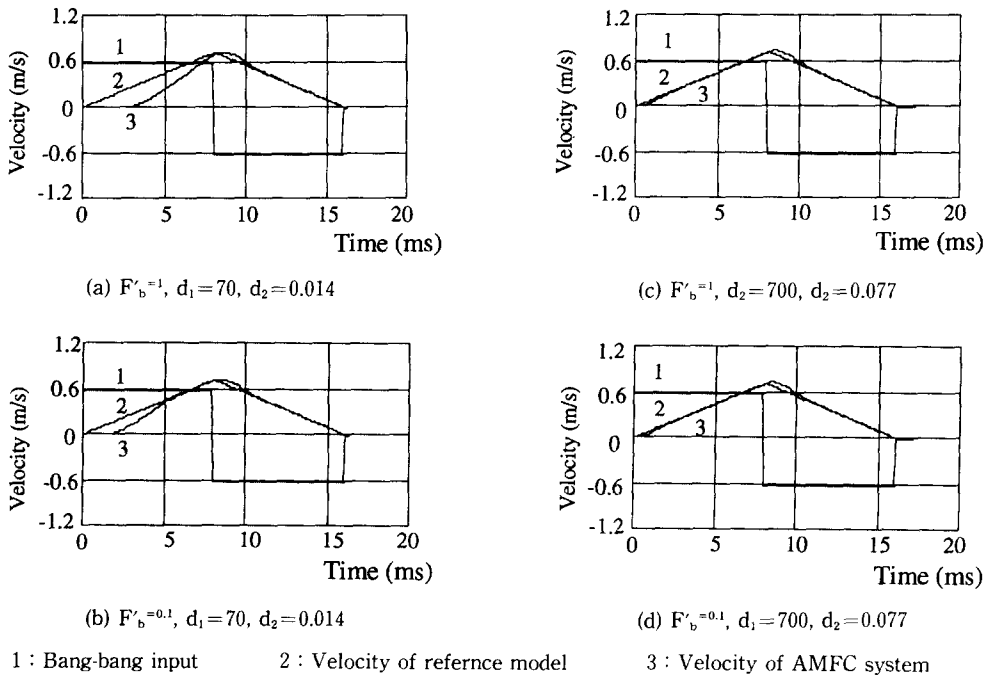 1.2
0.6
0
-0.6
-1.2
Velocity (m/s)
1
2
3
0 5 10 15 20
Time (ms)
(a) F'b=1, d1=70, d2=0.014
1.2
0.6
0
-0.6
-1.2
Velocity (m/s)
1
2
3
0 5 10 15 20
Time (ms)
(c) F'b=1, d2=700, d2=0.077
1.2
0.6
0
-0.6
-1.2
Velocity (m/s)
1
2
3
0 5 10 15 20
Time (ms)
(b) F'b=0.1, d1=70, d2=0.014
1.2
0.6
0
-0.6
-1.2
Velocity (m/s)
1
2
3
0 5 10 15 20
Time (ms)
(d) F'b=0.1, d1=700, d2=0.077
1 : Bang-bang input 2 : Velocity of refernce model 3 : Velocity of AMFC system